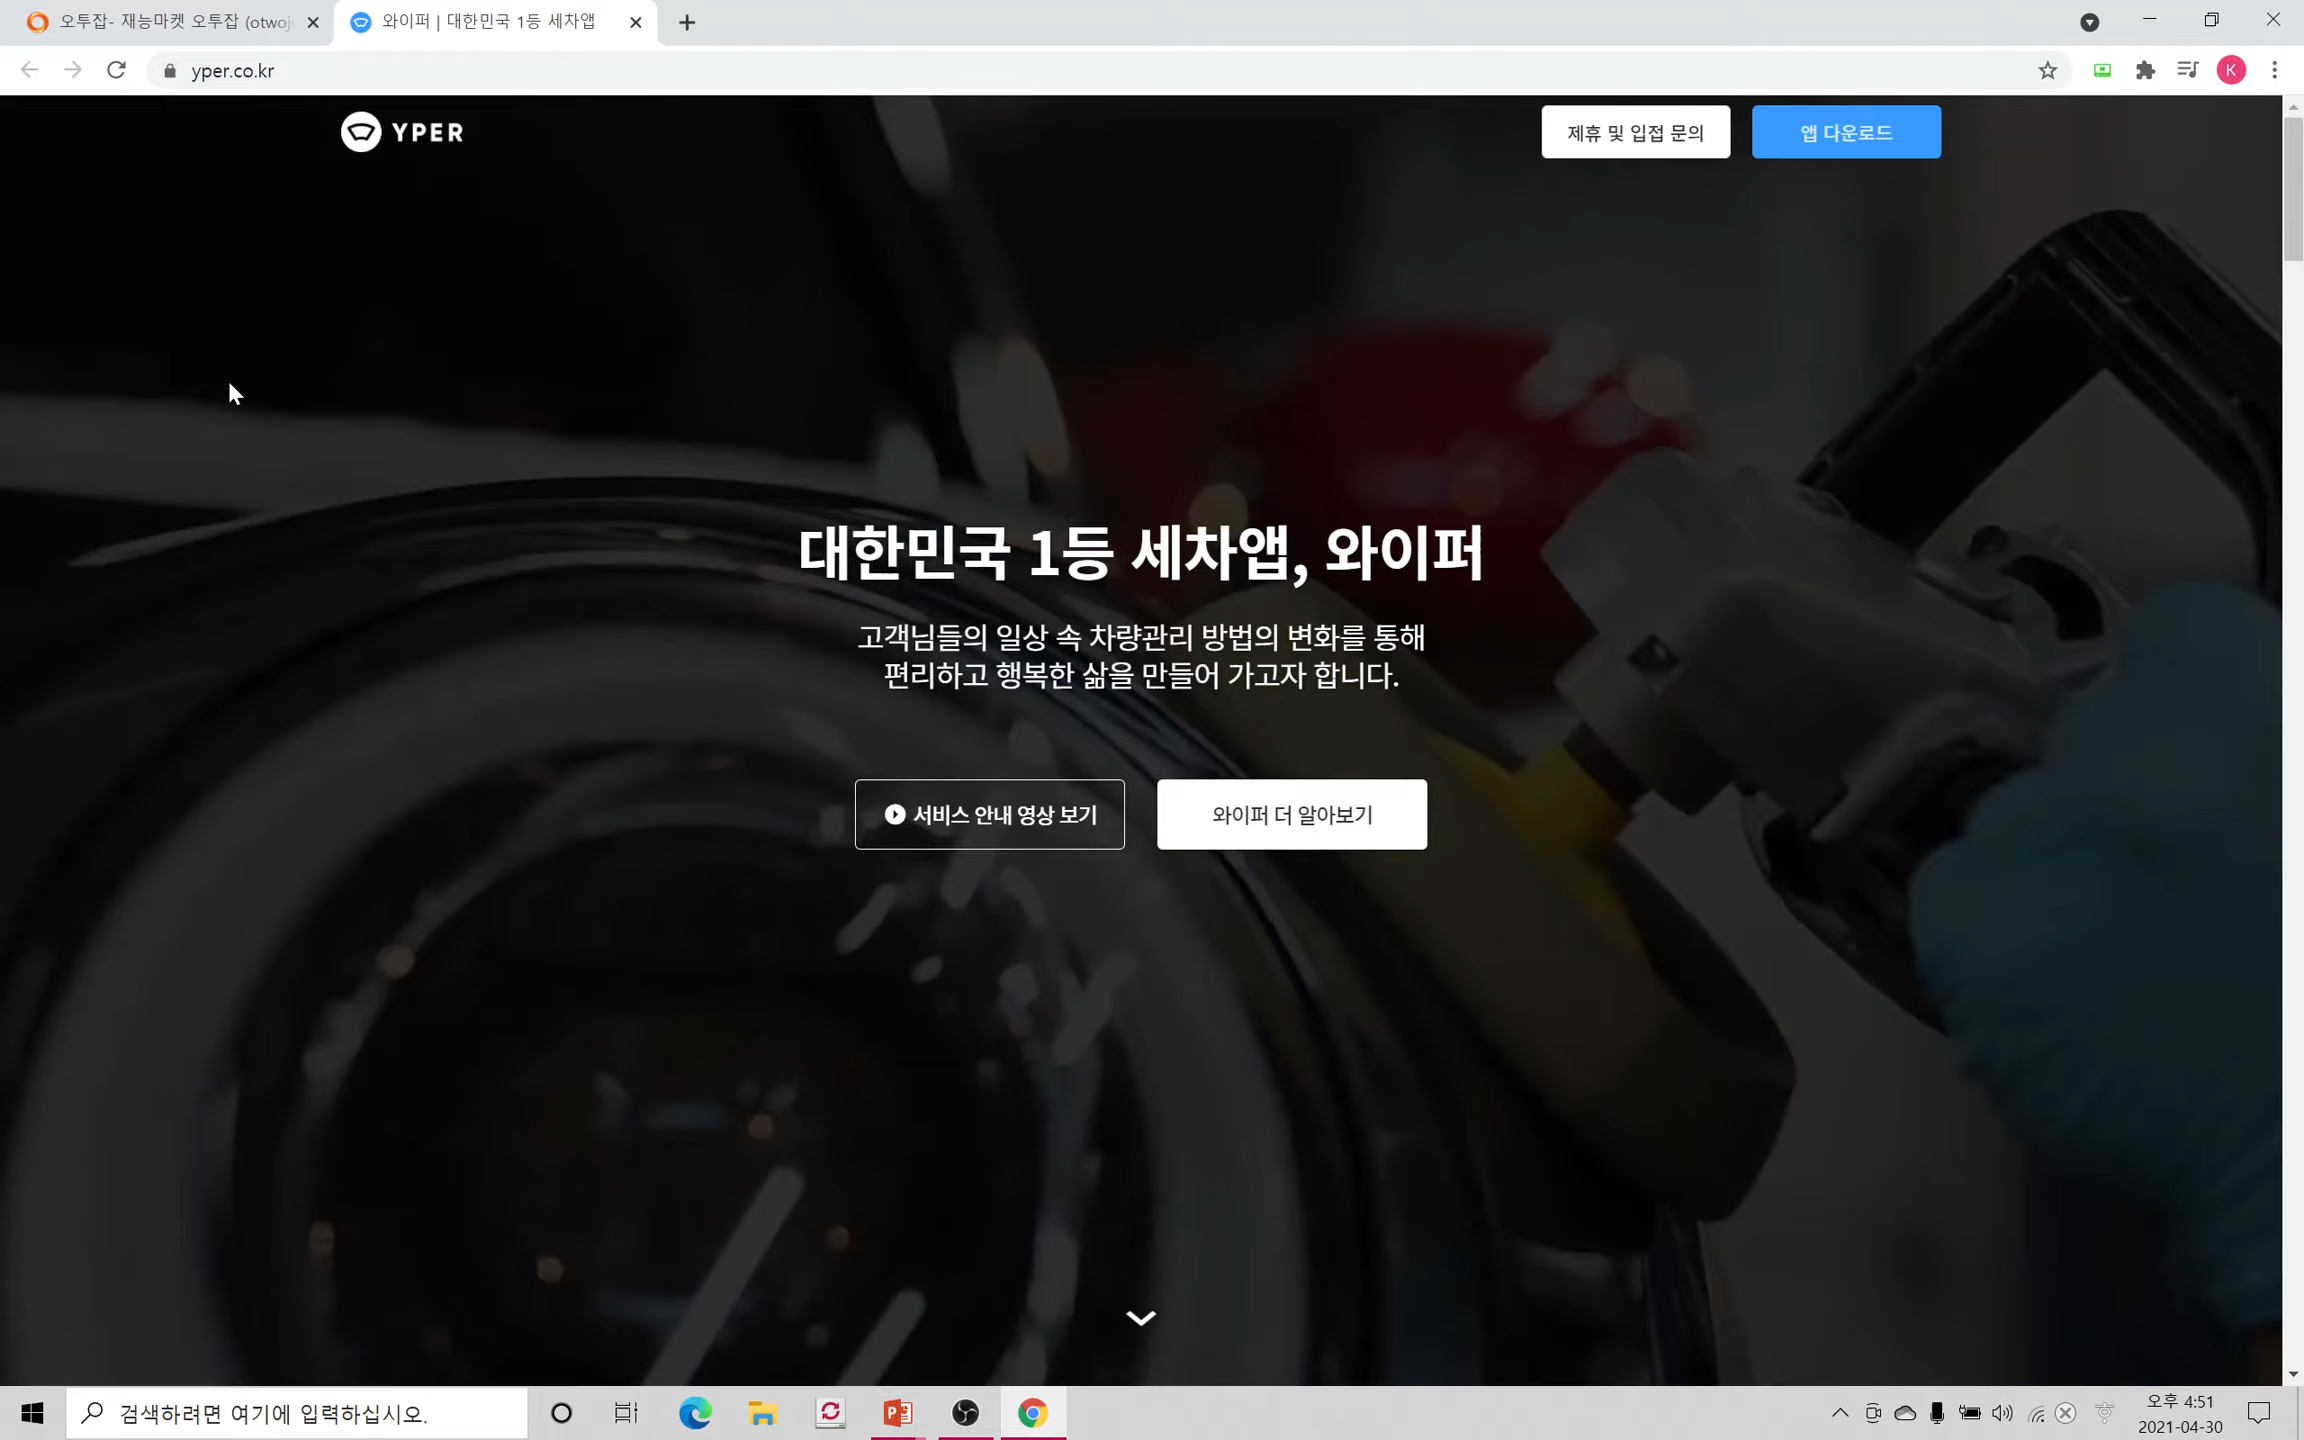 오투잡- 재능마켓 오투잡 (otwoj
와이퍼 | 대한민국 1등 세차앱
yper.co.kr
K
YPER
제휴 및 입접 문의
앱 다운로드
대한민국 1등 세차앱, 와이퍼
고객님들의 일상 속 차량관리 방법의 변화를 통해
편리하고 행복한 삶을 만들어 가고자 합니다.
서비스 안내 영상 보기
와이퍼 더 알아보기
검색하려면 여기에 입력하십시오.
오후 4:51
2021-04-30